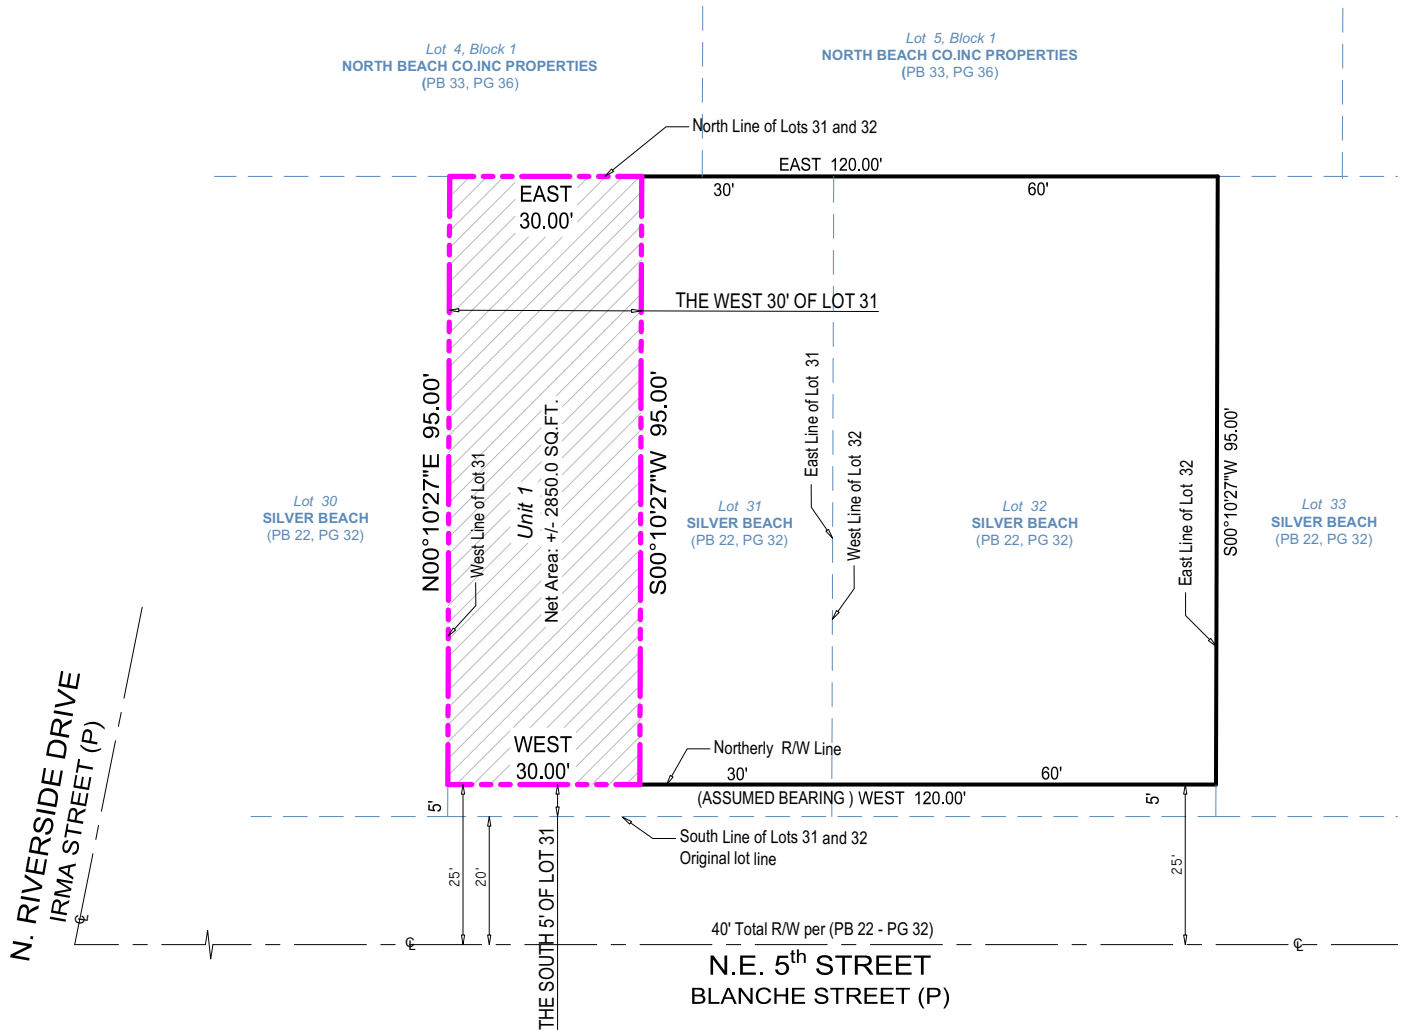 Lot 4, Block 1
NORTH BEACH CO.INC PROPERTIES
(PB 33, PG 36)
Lot 5, Block 1
NORTH BEACH CO.INC PROPERTIES
(PB 33, PG 36)
North Line of Lots 31 and 32
EAST 120.00'
30'
60'
EAST
30.00'
THE WEST 30' OF LOT 31
N00°10'27"E 95.00'
West Line of Lot 31
Unit 1
Net Area: +/- 2850.0 SQ.FT.
S00°10'27"W 95.00'
East Line of Lot 31
West Line of Lot 32
East Line of Lot 32
S00°10'27"W 95.00'
Lot 30
SILVER BEACH
(PB 22, PG 32)
Lot 31
SILVER BEACH
(PB 22, PG 32)
Lot 32
SILVER BEACH
(PB 22, PG 32)
Lot 33
SILVER BEACH
(PB 22, PG 32)
WEST
30.00'
Northerly R/W Line
30'
60'
(ASSUMED BEARING ) WEST 120.00'
5'
5'
South Line of Lots 31 and 32
Original lot line
25'
20'
THE SOUTH 5' OF LOT 31
25'
N. RIVERSIDE DRIVE
IRMA STREET (P)
℄
℄
℄
40' Total R/W per (PB 22 - PG 32)
N.E. 5th STREET
BLANCHE STREET (P)